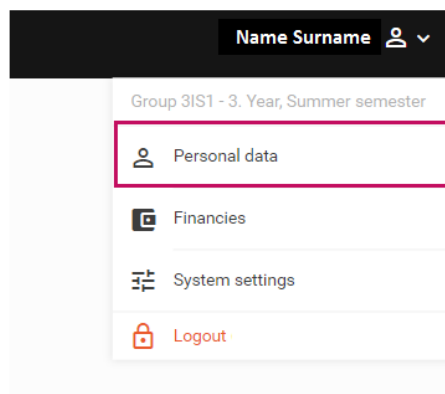 Name Surname
Group 3IS1 - 3. Year, Summer semester
Personal data
Financies
System settings
Logout